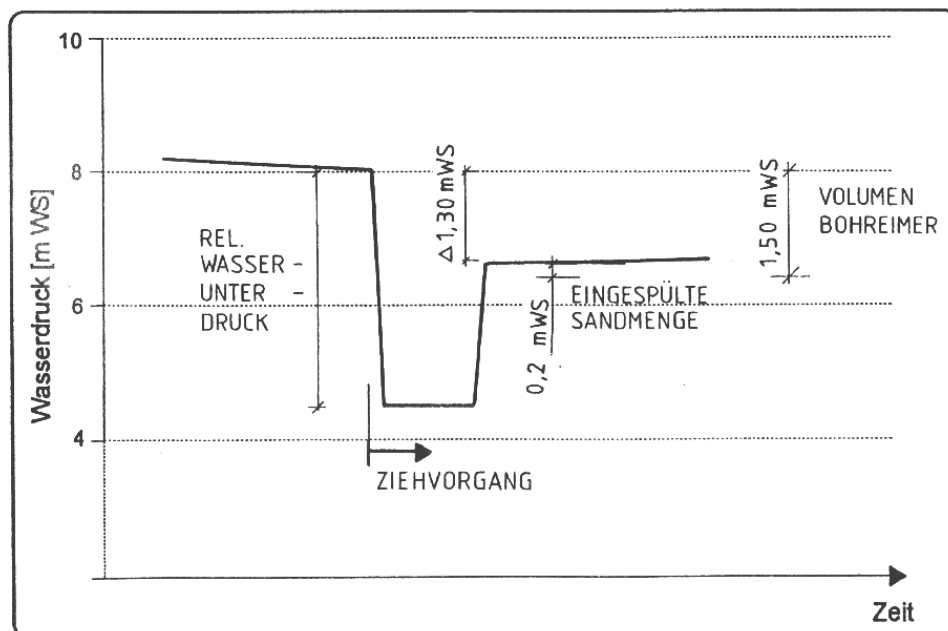 10
8
6
4
Wasserdruck [m WS]
REL.
WASSER -
UNTER -
DRUCK
Δ 1,30 mWS
0,2 mWS
EINGESPÜLTE
SANDMENGE
1,50 mWS
VOLUMEN
BOHREIMER
ZIEHVORGANG
Zeit